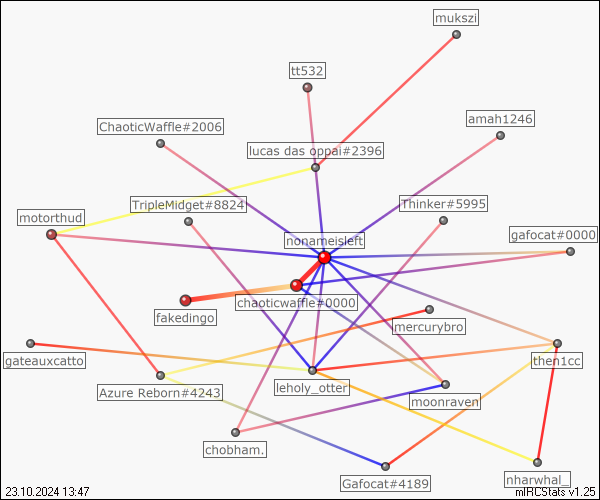 mukszi
tt532
amah1246
ChaoticWaffle#2006
lucas das oppai#2396
TripleMidget#8824
Thinker#5995
motorthud
gafocat#0000
nonameisleft
chaoticwaffle#0000
fakedingo
mercurybro
gateauxcatto
then1cc
Azure Reborn#4243
leholy_otter
moonraven
chobham.
Gafocat#4189
nharwhal_
23.10.2024 13:47
mIRCStats v1.25